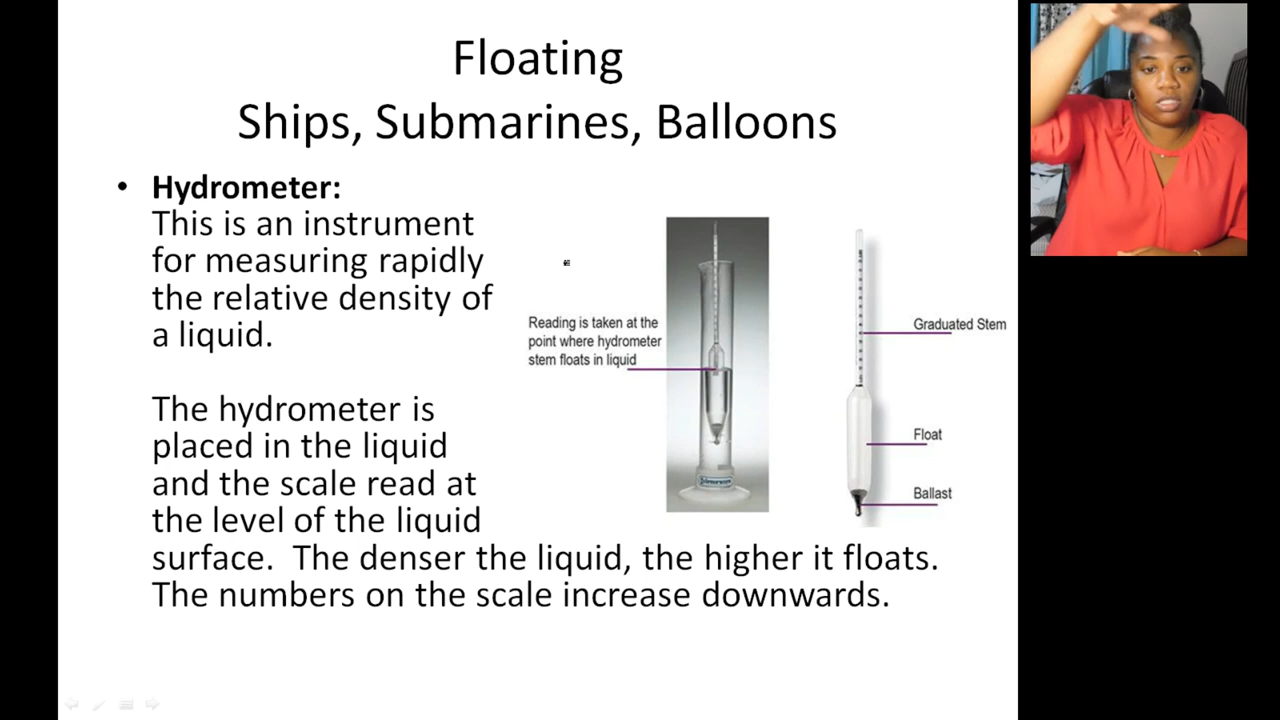 Floating
Ships, Submarines, Balloons
• Hydrometer:
This is an instrument
for measuring rapidly
the relative density of
a liquid.
The hydrometer is
placed in the liquid
and the scale read at
the level of the liquid
surface.  The denser the liquid, the higher it floats.
The numbers on the scale increase downwards.
Reading is taken at the
point where hydrometer
stem floats in liquid
Graduated Stem
Float
Ballast